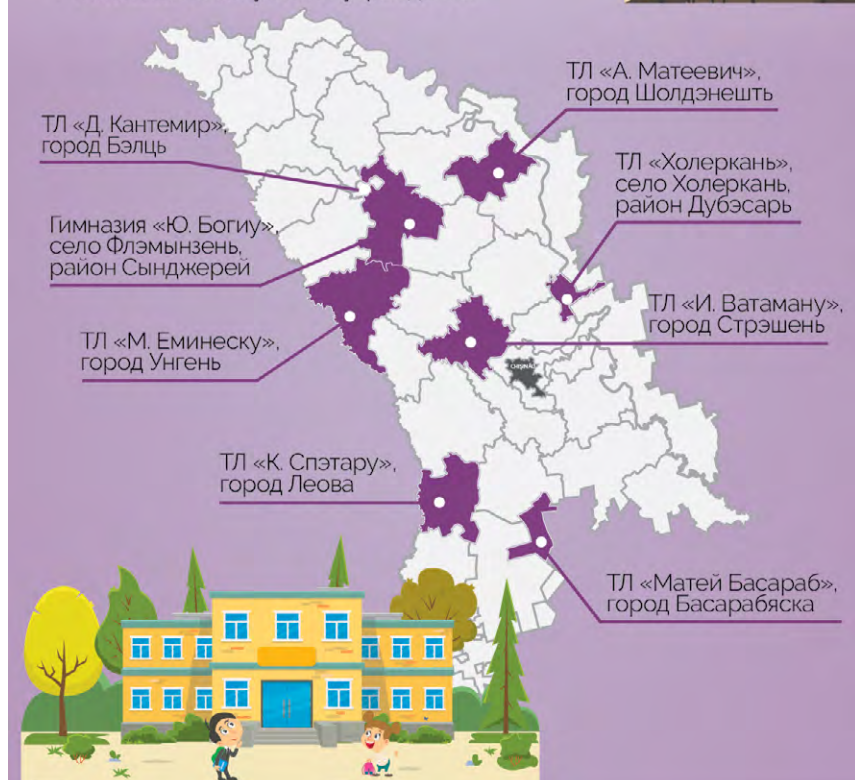 ТЛ «А. Матеевич»,
город Шолдэнешть
ТЛ «Д. Кантемир»,
город Бэлць
ТЛ «Холеркань»,
село Холеркань,
район Дубэсарь
Гимназия «Ю. Богиу»,
село Флэмынзень,
район Сынджерей
ТЛ «И. Ватаману»,
город Стрэшень
ТЛ «М. Еминеску»,
город Унгень
CHIȘINĂU
ТЛ «К. Спэтару»,
город Леова
ТЛ «Матей Басараб»,
город Басарабяска